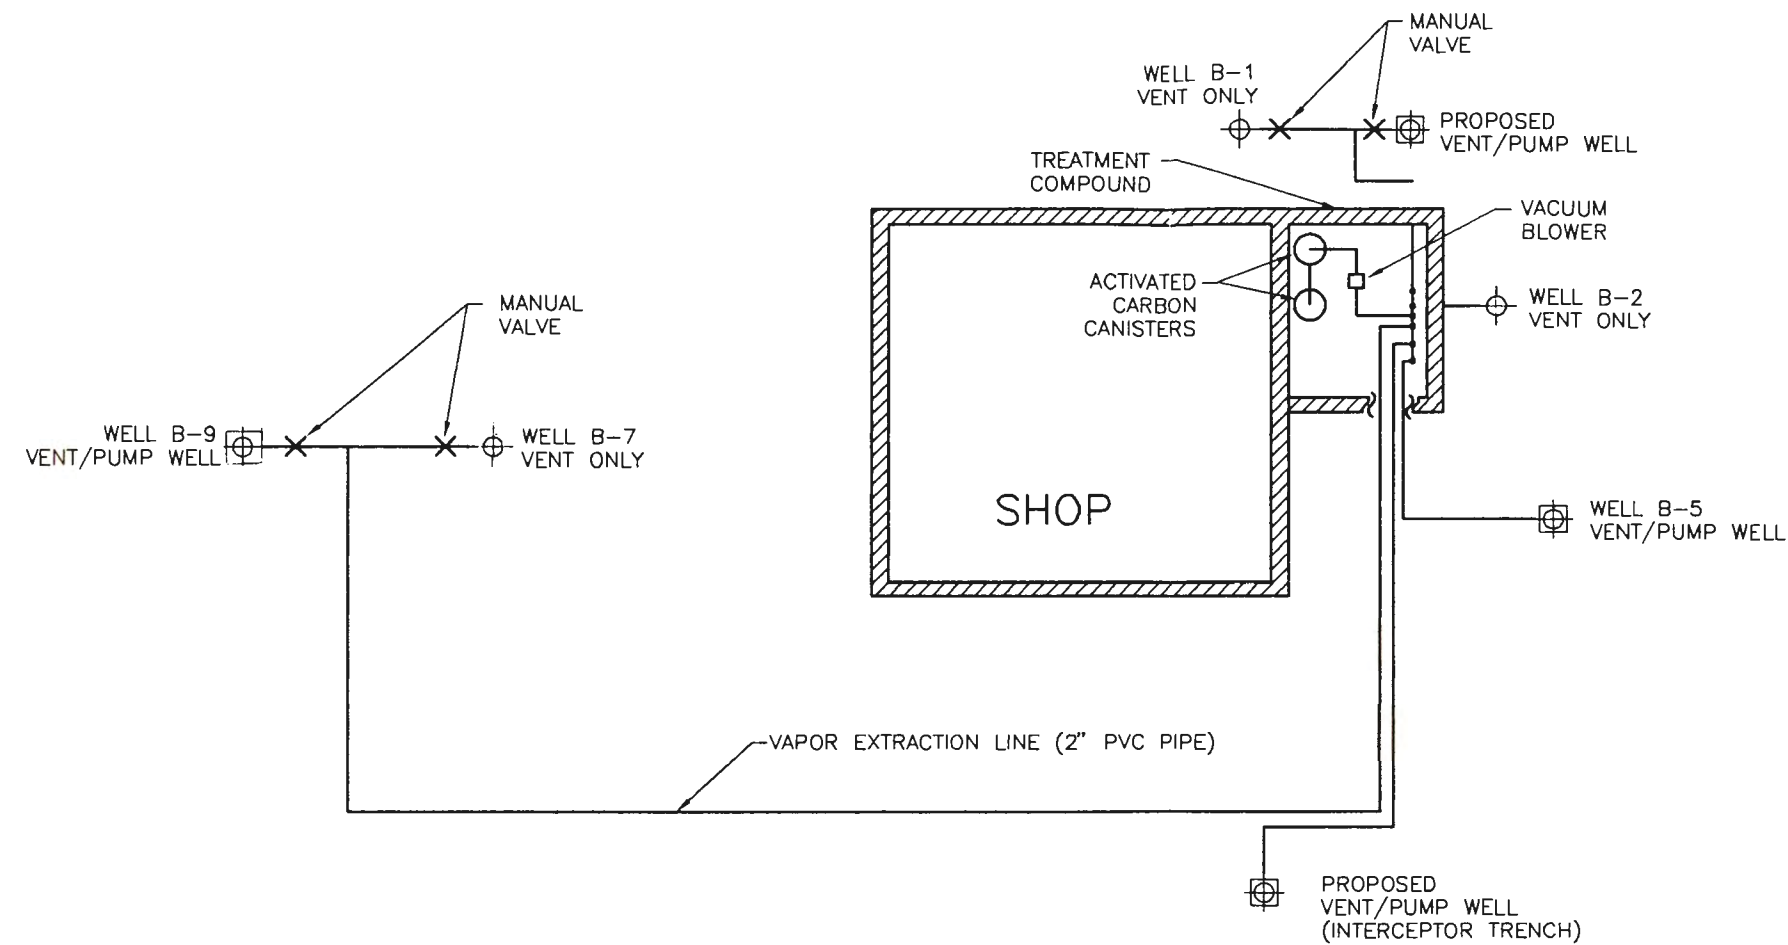 MANUAL
VALVE
WELL B-1
VENT ONLY
PROPOSED
VENT/PUMP WELL
TREATMENT
COMPOUND
VACUUM
BLOWER
ACTIVATED
CARBON
CANISTERS
WELL B-2
VENT ONLY
MANUAL
VALVE
WELL B-9
VENT/PUMP WELL
WELL B-7
VENT ONLY
SHOP
WELL B-5
VENT/PUMP WELL
VAPOR EXTRACTION LINE (2" PVC PIPE)
PROPOSED
VENT/PUMP WELL
(INTERCEPTOR TRENCH)